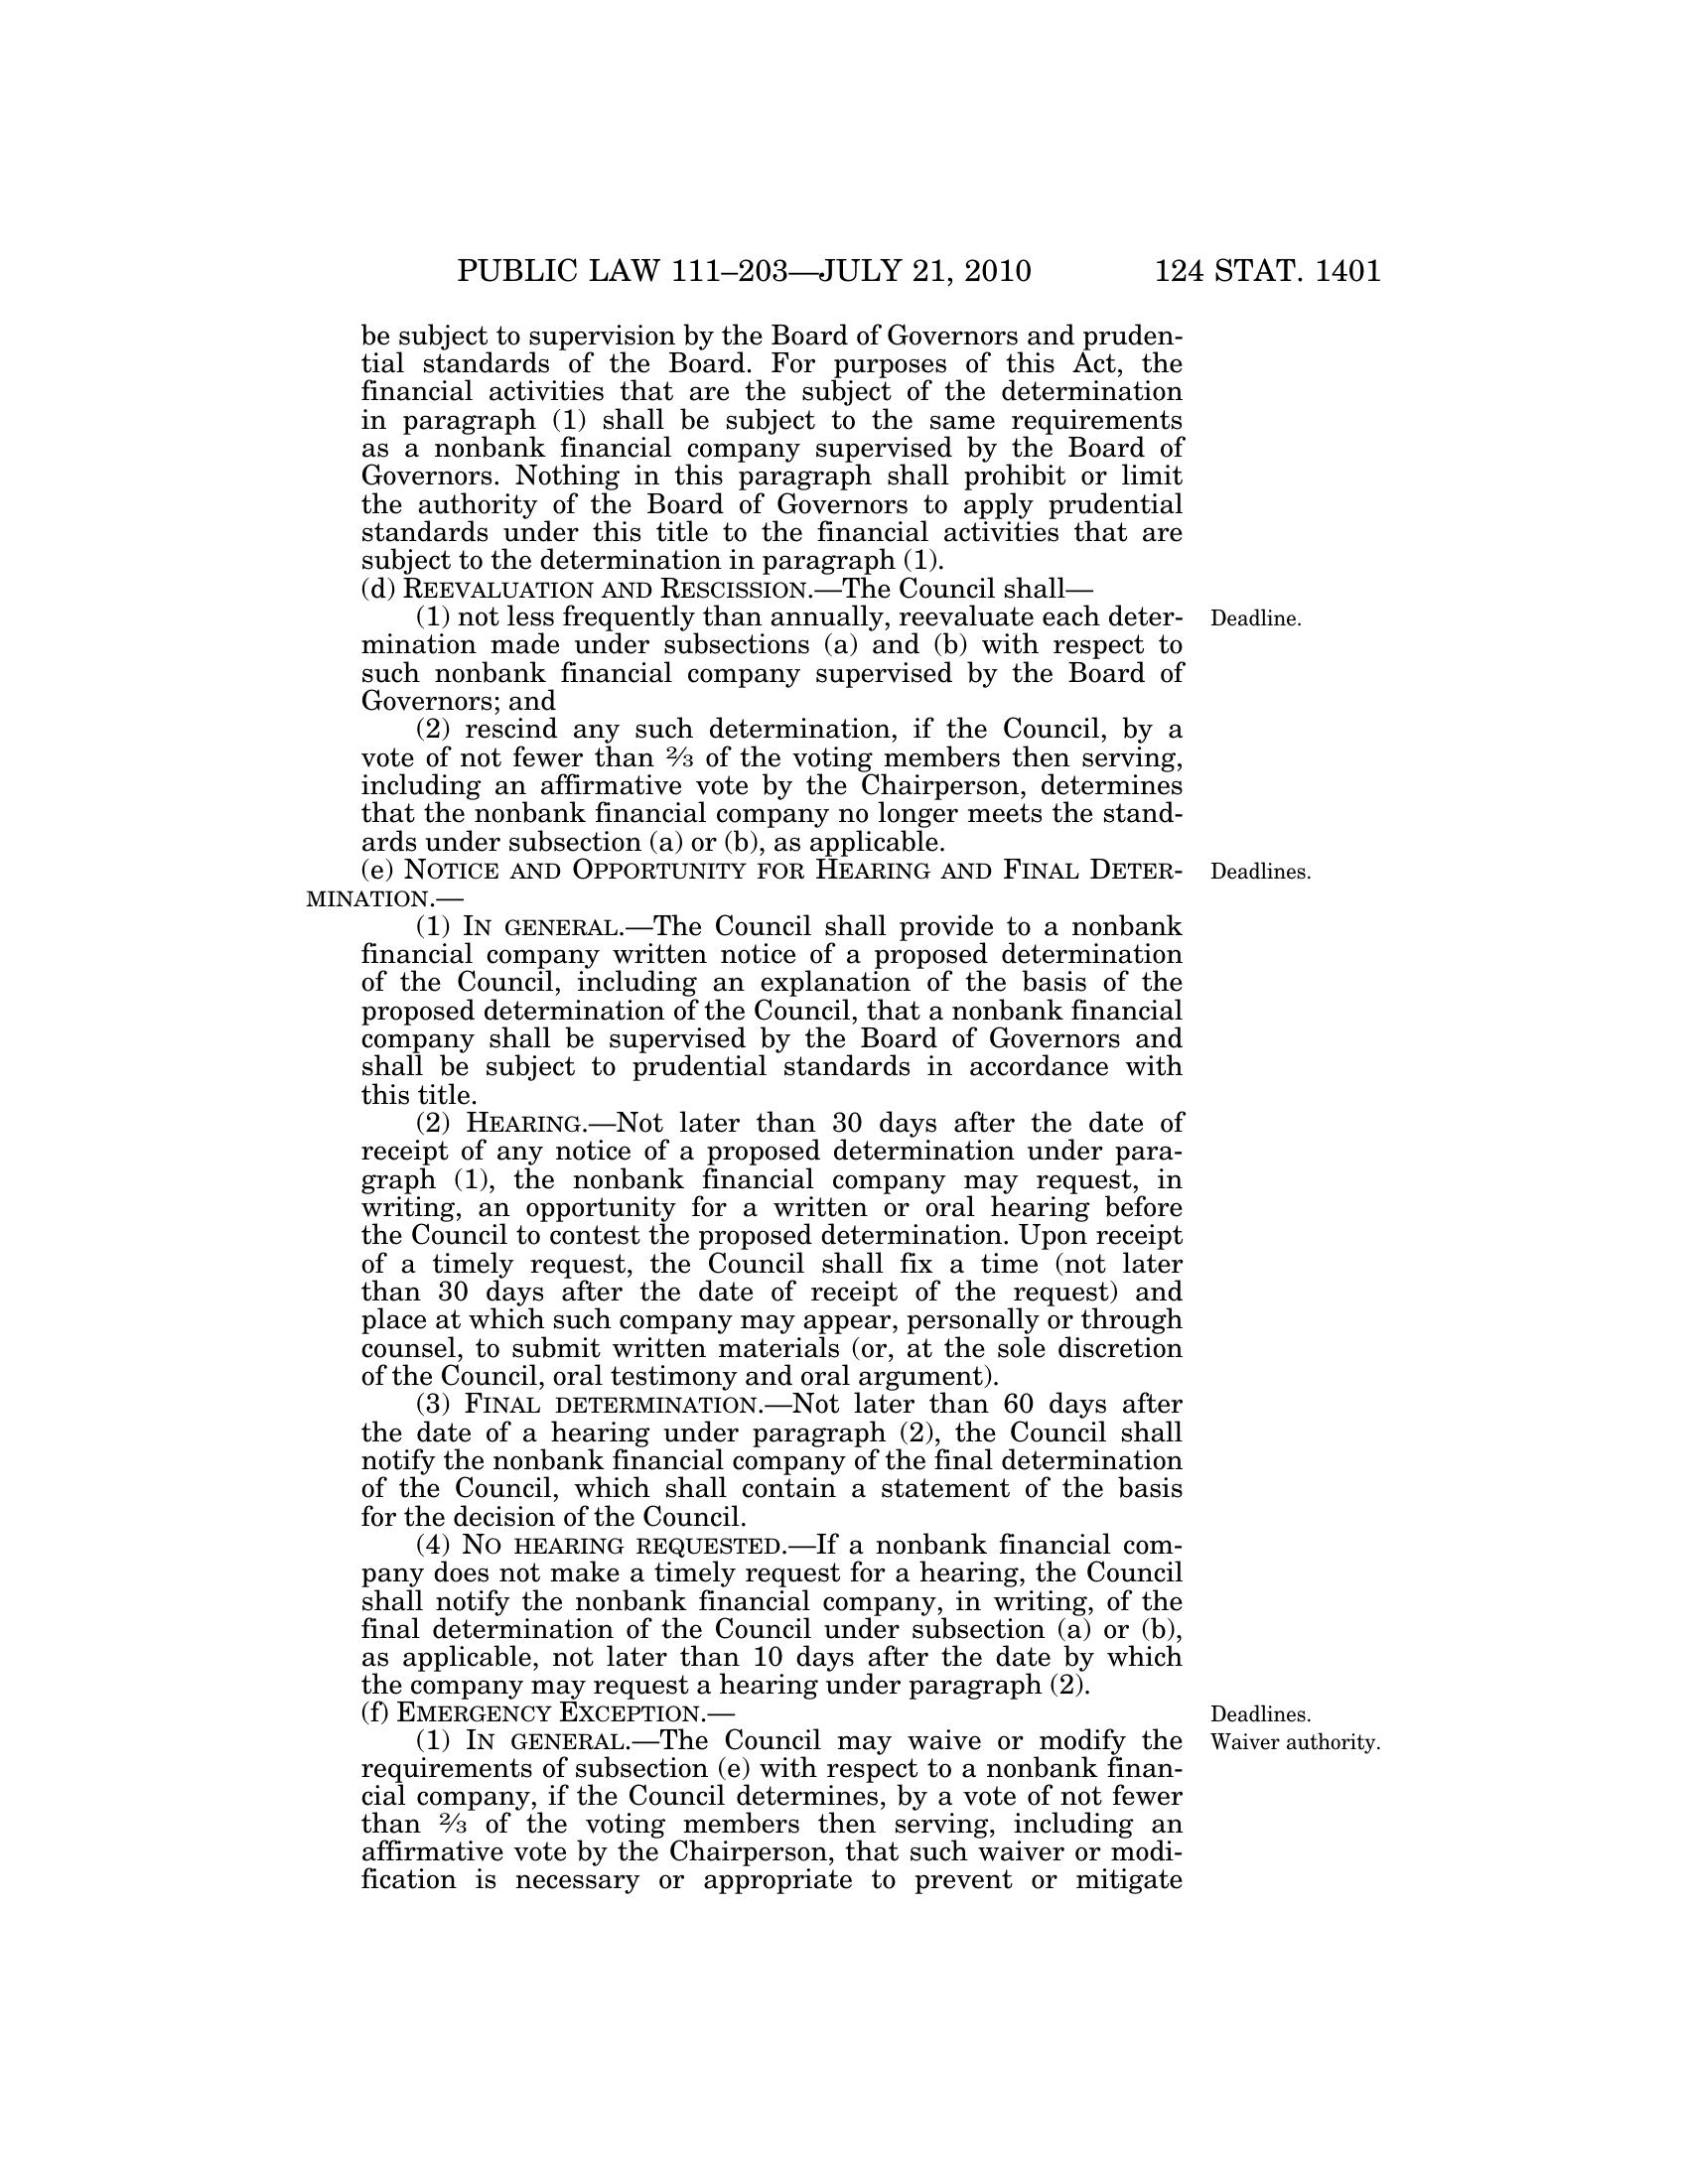 PUBLIC LAW 111–203—JULY 21, 2010 124 STAT. 1401
be subject to supervision by the Board of Governors and pruden-
tial standards of the Board. For purposes of this Act, the
financial activities that are the subject of the determination
in paragraph (1) shall be subject to the same requirements
as a nonbank financial company supervised by the Board of
Governors. Nothing in this paragraph shall prohibit or limit
the authority of the Board of Governors to apply prudential
standards under this title to the financial activities that are
subject to the determination in paragraph (1).
(d) REEVALUATION AND RESCISSION.—The Council shall—
(1) not less frequently than annually, reevaluate each deter- Deadline.
mination made under subsections (a) and (b) with respect to
such nonbank financial company supervised by the Board of
Governors; and
(2) rescind any such determination, if the Council, by a
vote of not fewer than 2⁄3 of the voting members then serving,
including an affirmative vote by the Chairperson, determines
that the nonbank financial company no longer meets the stand-
ards under subsection (a) or (b), as applicable.
(e) NOTICE AND OPPORTUNITY FOR HEARING AND FINAL DETER- Deadlines.
MINATION.—
(1) IN GENERAL.—The Council shall provide to a nonbank
financial company written notice of a proposed determination
of the Council, including an explanation of the basis of the
proposed determination of the Council, that a nonbank financial
company shall be supervised by the Board of Governors and
shall be subject to prudential standards in accordance with
this title.
(2) HEARING.—Not later than 30 days after the date of
receipt of any notice of a proposed determination under para-
graph (1), the nonbank financial company may request, in
writing, an opportunity for a written or oral hearing before
the Council to contest the proposed determination. Upon receipt
of a timely request, the Council shall fix a time (not later
than 30 days after the date of receipt of the request) and
place at which such company may appear, personally or through
counsel, to submit written materials (or, at the sole discretion
of the Council, oral testimony and oral argument).
(3) FINAL DETERMINATION.—Not later than 60 days after
the date of a hearing under paragraph (2), the Council shall
notify the nonbank financial company of the final determination
of the Council, which shall contain a statement of the basis
for the decision of the Council.
(4) NO HEARING REQUESTED.—If a nonbank financial com-
pany does not make a timely request for a hearing, the Council
shall notify the nonbank financial company, in writing, of the
final determination of the Council under subsection (a) or (b),
as applicable, not later than 10 days after the date by which
the company may request a hearing under paragraph (2).
(f) EMERGENCY EXCEPTION.— Deadlines.
(1) IN GENERAL.—The Council may waive or modify the Waiver authority.
requirements of subsection (e) with respect to a nonbank finan-
cial company, if the Council determines, by a vote of not fewer
than 2⁄3 of the voting members then serving, including an
affirmative vote by the Chairperson, that such waiver or modi-
fication is necessary or appropriate to prevent or mitigate